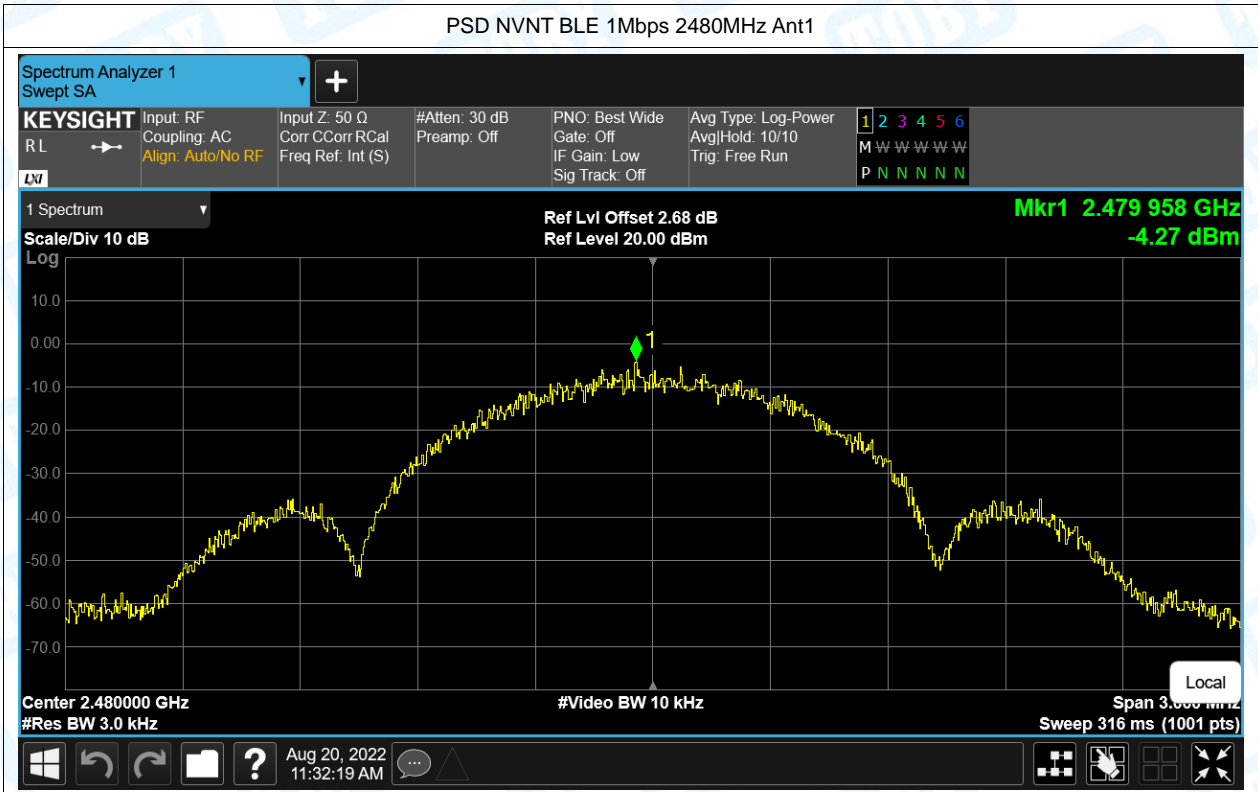 PSD NVNT BLE 1Mbps 2480MHz Ant1
Spectrum Analyzer 1
Swept SA
KEYSIGHT
RL
LXI
Input: RF
Coupling: AC
Align: Auto/No RF
Input Z: 50 Ω
Corr CCorr RCal
Freq Ref: Int (S)
#Atten: 30 dB
Preamp: Off
PNO: Best Wide
Gate: Off
IF Gain: Low
Sig Track: Off
Avg Type: Log-Power
Avg|Hold: 10/10
Trig: Free Run
1 2 3 4 5 6
M W W W W W
P N N N N N
1 Spectrum
Scale/Div 10 dB
Log
Ref Lvl Offset 2.68 dB
Ref Level 20.00 dBm
Mkr1 2.479 958 GHz
-4.27 dBm
10.0
0.00
1
-10.0
-20.0
-30.0
-40.0
-50.0
-60.0
-70.0
Local
Center 2.480000 GHz
#Video BW 10 kHz
Span
#Res BW 3.0 kHz
Sweep 316 ms (1001 pts)
Aug 20, 2022
11:32:19 AM